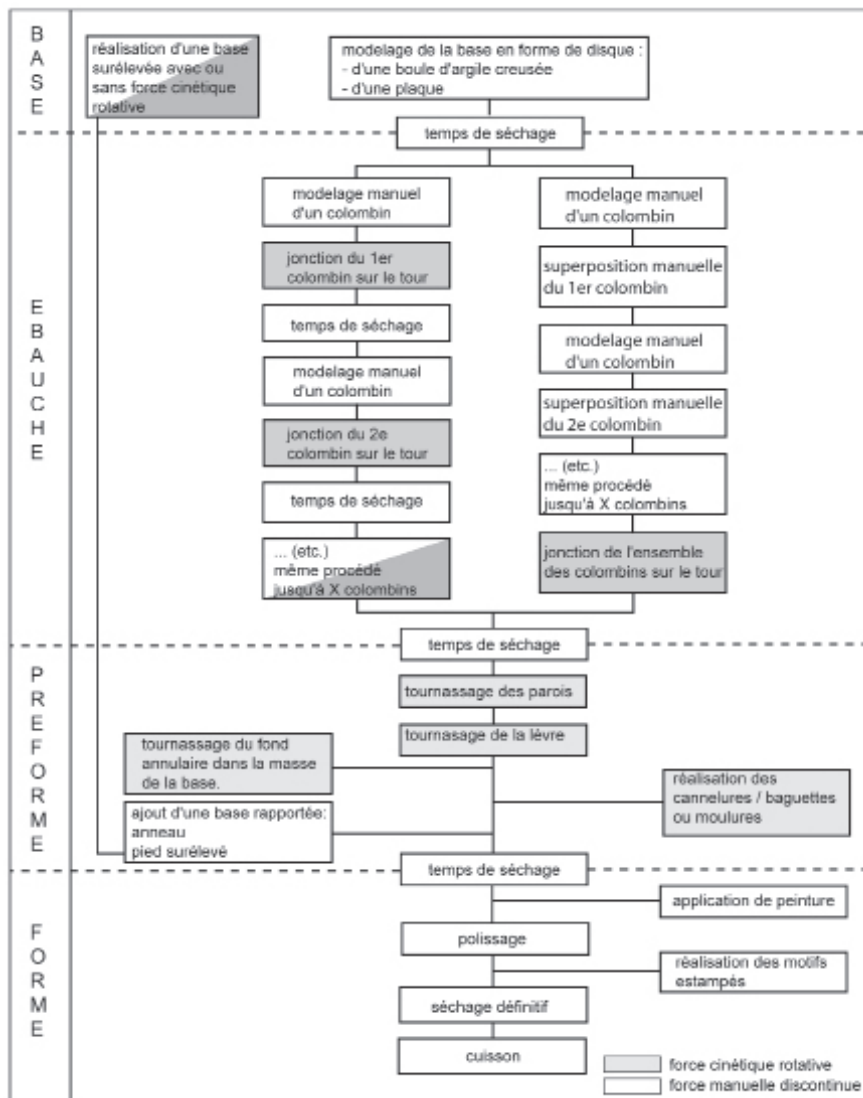 BASE
réalisation d'une base
surélevée avec ou
sans force cinétique
rotative
modelage de la base en forme de disque :
- d'une boule d'argile creusée
- d'une plaque
temps de séchage
EBAUCHE
modelage manuel
d'un colombin
jonction du 1er
colombin sur le tour
temps de séchage
modelage manuel
d'un colombin
jonction du 2e
colombin sur le tour
temps de séchage
... (etc.)
même procédé
jusqu'à X colombins
modelage manuel
d'un colombin
superposition manuelle
du 1er colombin
modelage manuel
d'un colombin
superposition manuelle
du 2e colombin
... (etc.)
même procédé
jusqu'à X colombins
jonction de l'ensemble
des colombins sur le tour
temps de séchage
PREFORME
tournassage des parois
tournasage de la lèvre
tournassage du fond
annulaire dans la masse
de la base.
réalisation des
cannelures / baguettes
ou moulures
ajout d'une base rapportée:
anneau
pied surélevé
temps de séchage
FORME
application de peinture
polissage
réalisation des motifs
estampés
séchage définitif
cuisson
force cinétique rotative
force manuelle discontinue